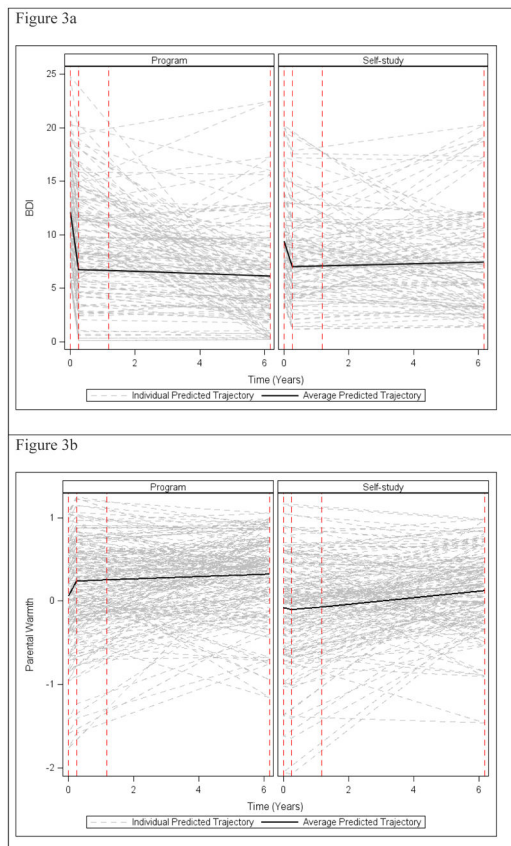 Figure 3a
Program Self-study
25
20
15
10
5
0
BDI
0 2 4 6 0 2 4 6
Time (Years)
Individual Predicted Trajectory Average Predicted Trajectory
Figure 3b
Program Self-study
1
0
-1
-2
Parental Warmth
0 2 4 6 0 2 4 6
Time (Years)
Individual Predicted Trajectory Average Predicted Trajectory